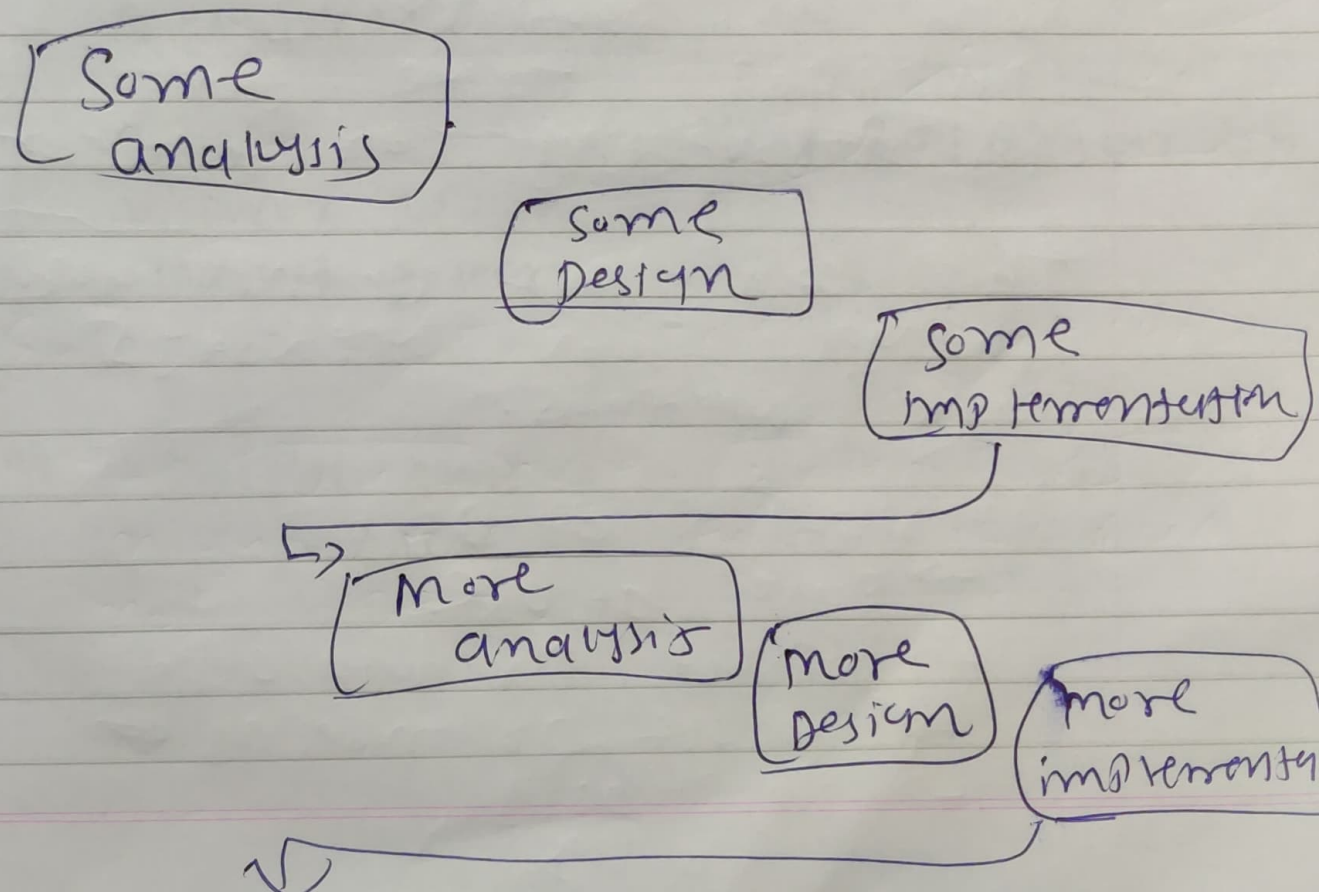 Some
analysis
some
Design
some
implementation
More
analysis
more
Design
more
implementa